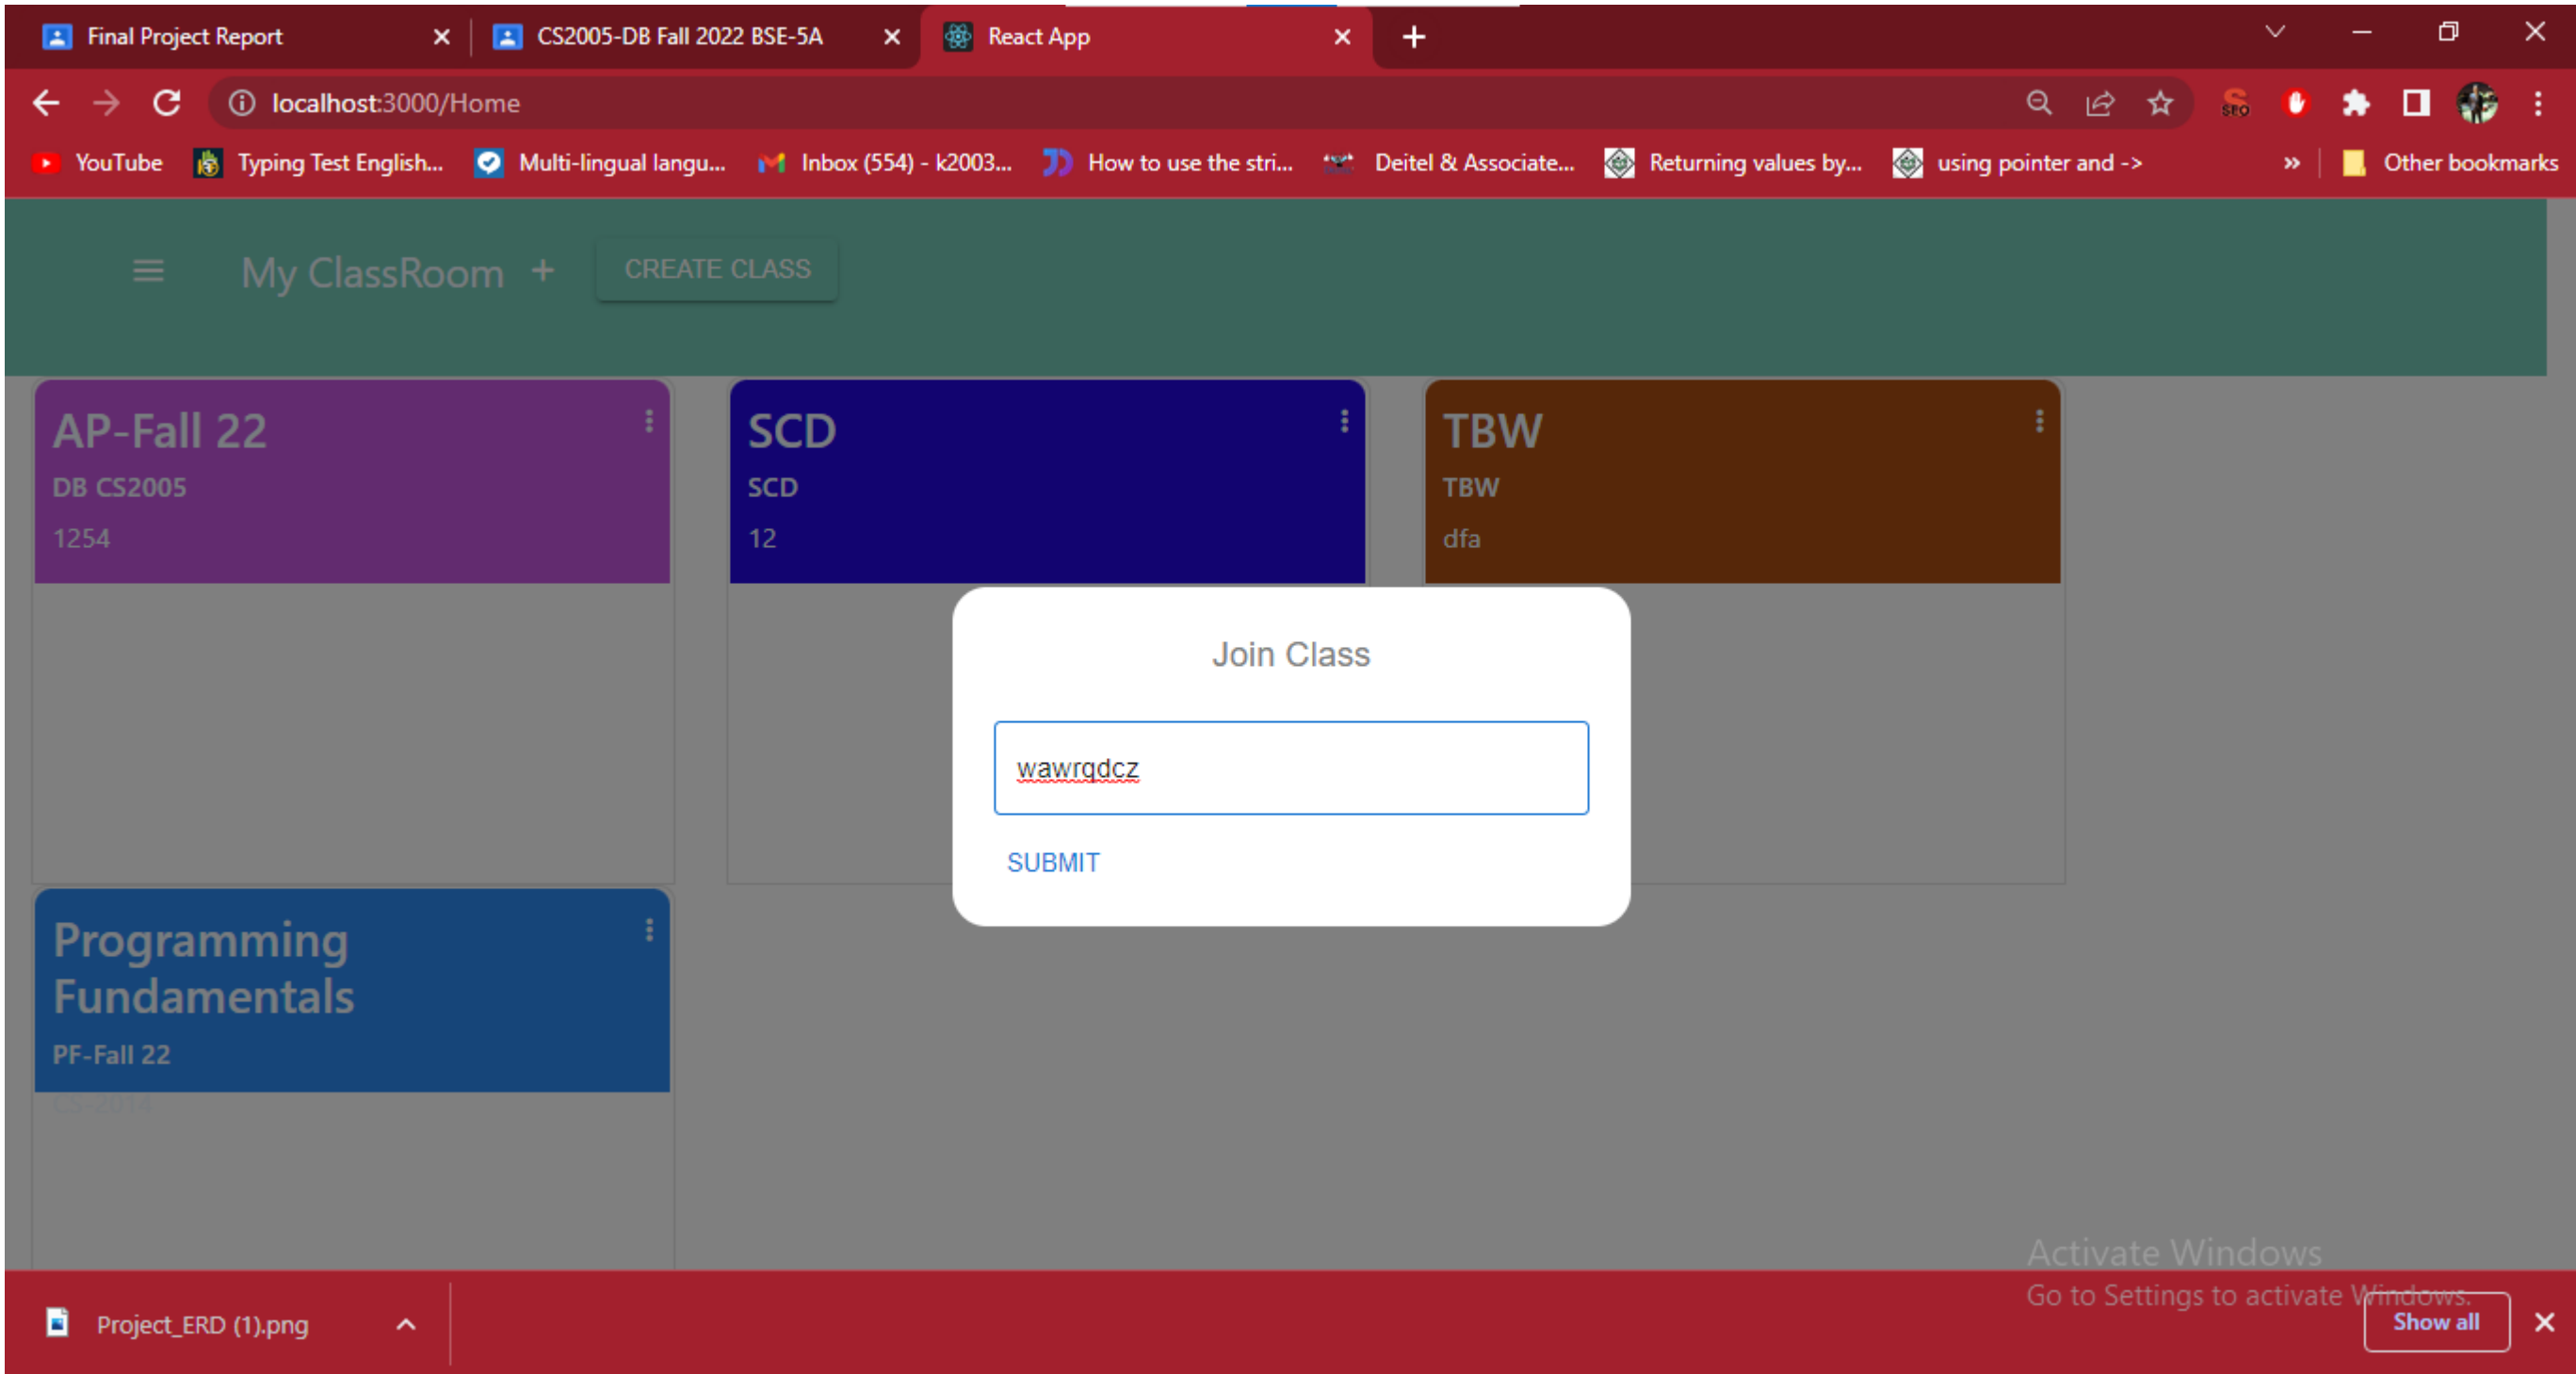 Final Project Report
CS2005-DB Fall 2022 BSE-5A
React App
localhost:3000/Home
YouTube
Typing Test English...
Multi-lingual langu...
Inbox (554) - k2003...
How to use the stri...
Deitel & Associate...
Returning values by...
using pointer and ->
»
Other bookmarks
My ClassRoom +
CREATE CLASS
AP-Fall 22
DB CS2005
1254
SCD
SCD
12
TBW
TBW
dfa
Join Class
wawrqdcz
SUBMIT
Programming
Fundamentals
PF-Fall 22
CS-2014
Activate Windows
Go to Settings to activate Windows.
Project_ERD (1).png
Show all